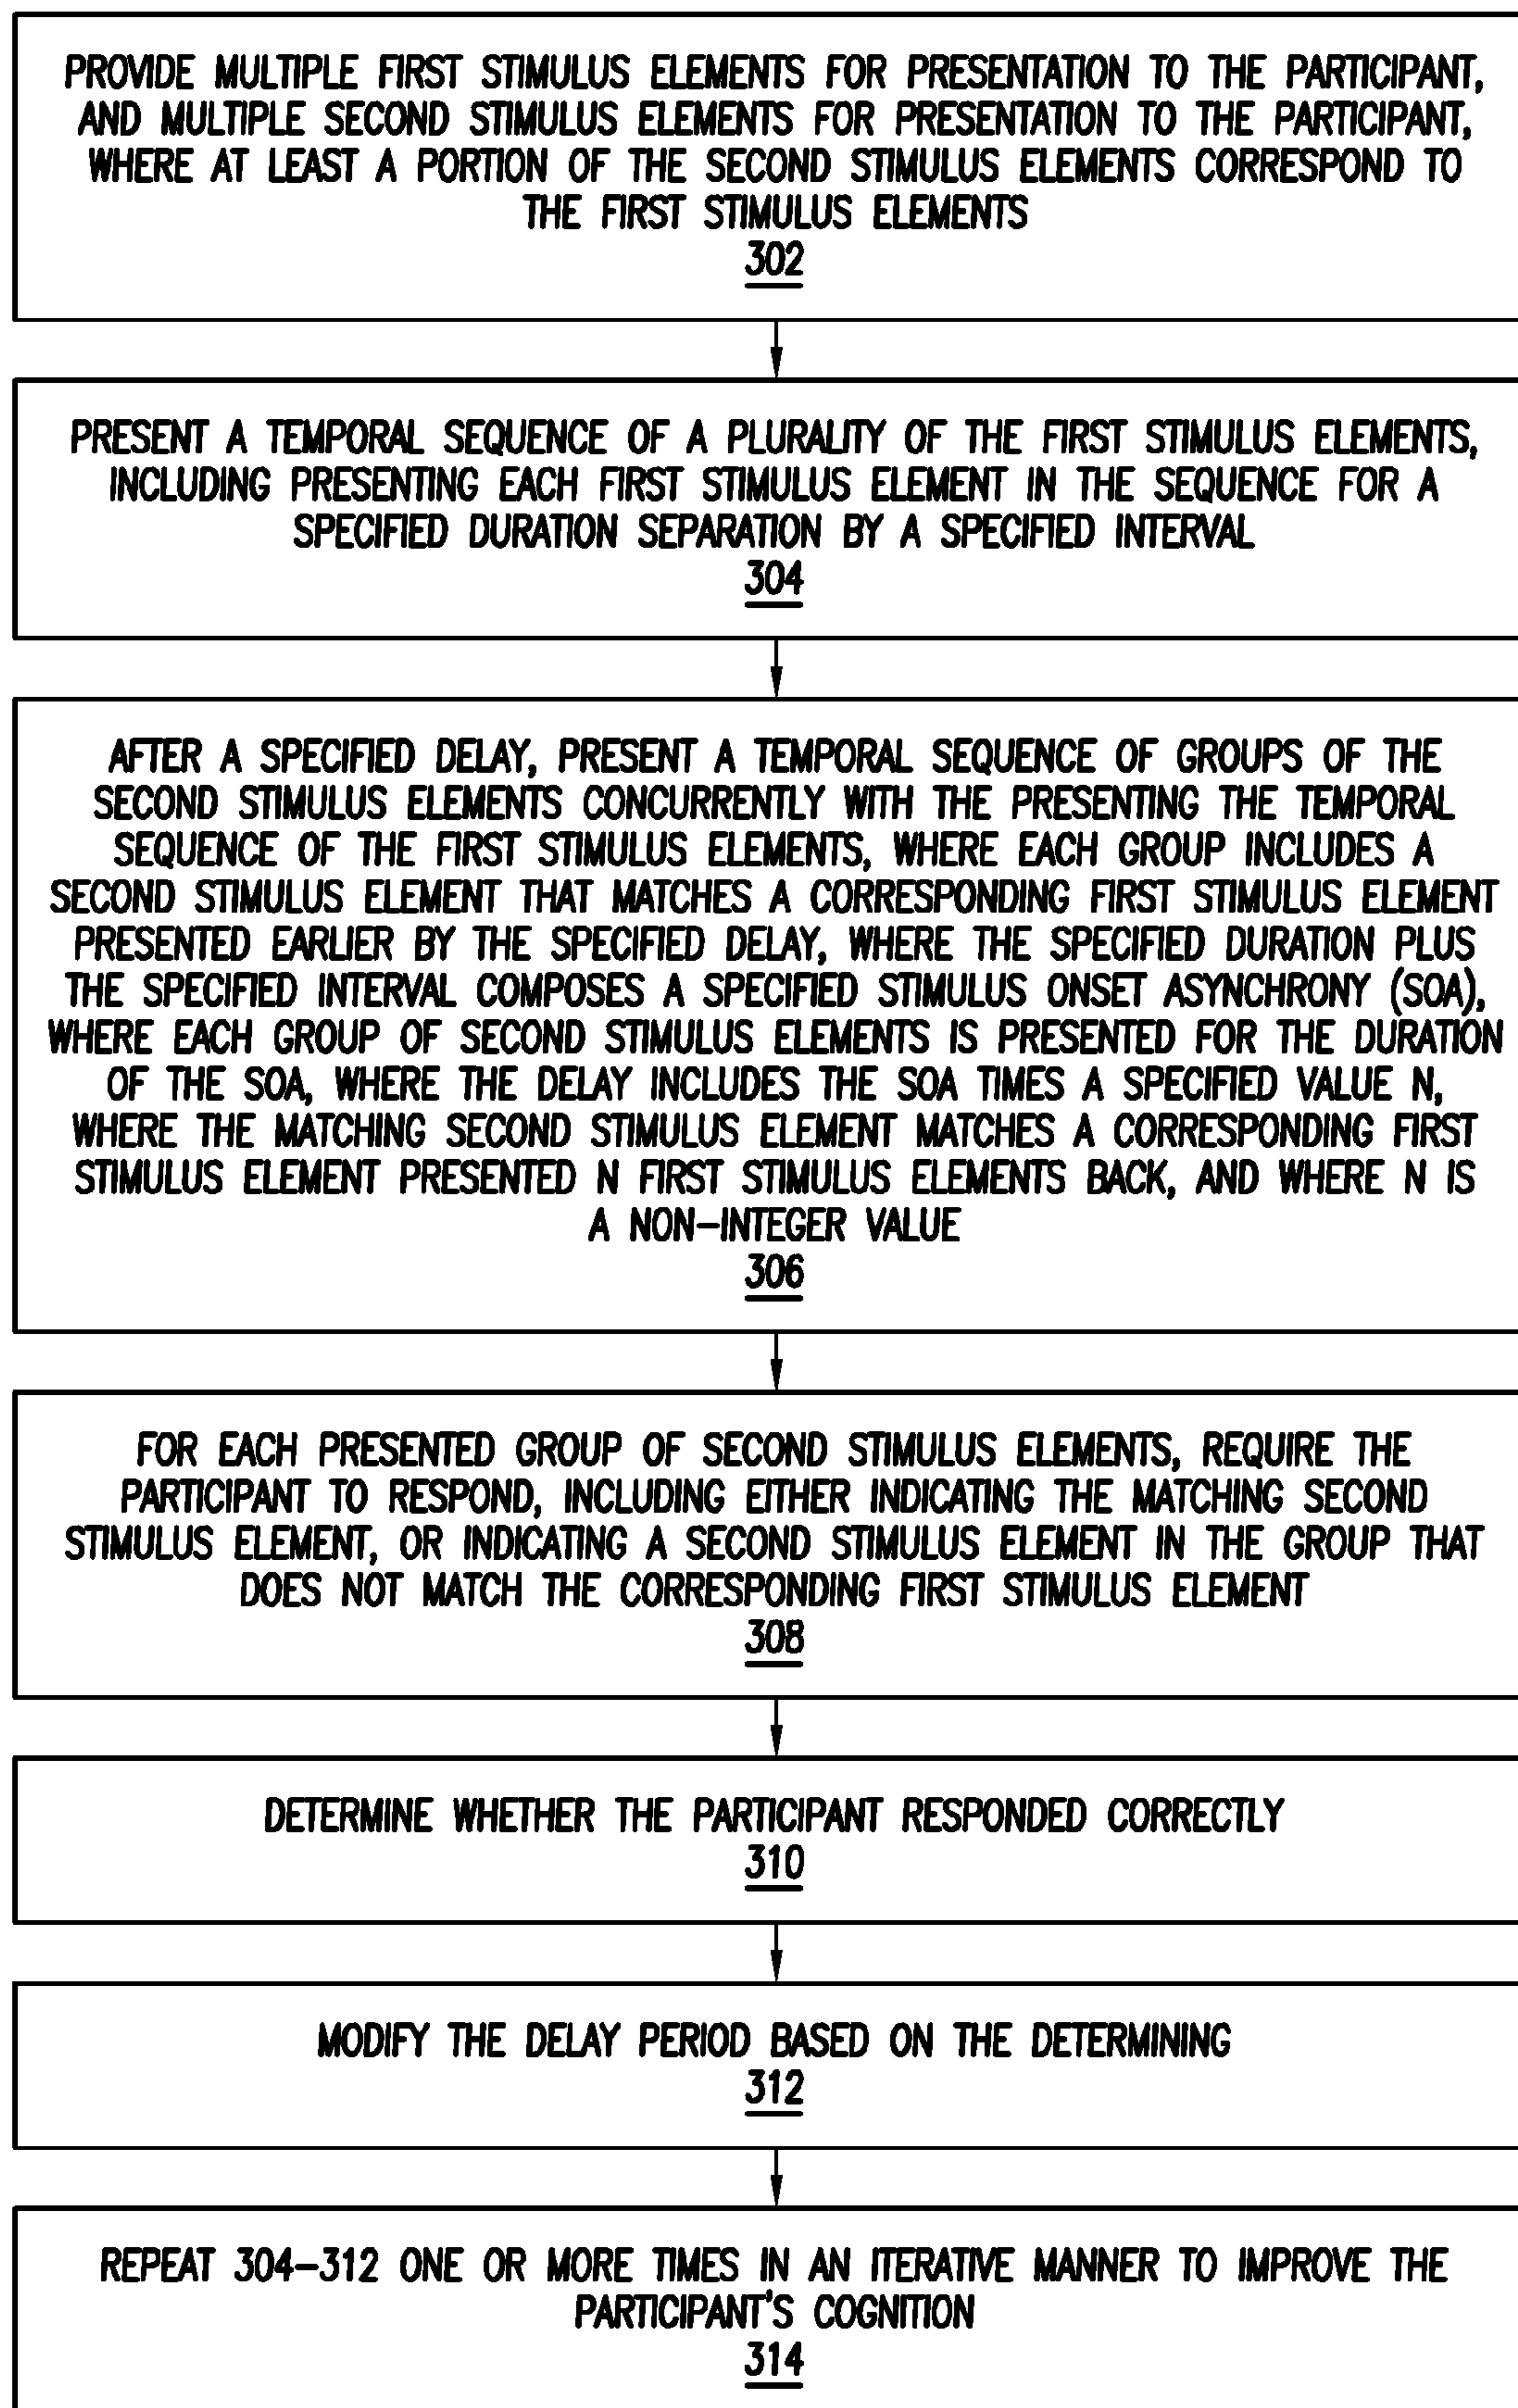 PROVIDE MULTIPLE FIRST STIMULUS ELEMENTS FOR PRESENTATION TO THE PARTICIPANT,
AND MULTIPLE SECOND STIMULUS ELEMENTS FOR PRESENTATION TO THE PARTICIPANT,
WHERE AT LEAST A PORTION OF THE SECOND STIMULUS ELEMENTS CORRESPOND TO
THE FIRST STIMULUS ELEMENTS
302
PRESENT A TEMPORAL SEQUENCE OF A PLURALITY OF THE FIRST STIMULUS ELEMENTS,
INCLUDING PRESENTING EACH FIRST STIMULUS ELEMENT IN THE SEQUENCE FOR A
SPECIFIED DURATION SEPARATION BY A SPECIFIED INTERVAL
304
AFTER A SPECIFIED DELAY, PRESENT A TEMPORAL SEQUENCE OF GROUPS OF THE
SECOND STIMULUS ELEMENTS CONCURRENTLY WITH THE PRESENTING THE TEMPORAL
SEQUENCE OF THE FIRST STIMULUS ELEMENTS, WHERE EACH GROUP INCLUDES A
SECOND STIMULUS ELEMENT THAT MATCHES A CORRESPONDING FIRST STIMULUS ELEMENT
PRESENTED EARLIER BY THE SPECIFIED DELAY, WHERE THE SPECIFIED DURATION PLUS
THE SPECIFIED INTERVAL COMPOSES A SPECIFIED STIMULUS ONSET ASYNCHRONY (SOA),
WHERE EACH GROUP OF SECOND STIMULUS ELEMENTS IS PRESENTED FOR THE DURATION
OF THE SOA, WHERE THE DELAY INCLUDES THE SOA TIMES A SPECIFIED VALUE N,
WHERE THE MATCHING SECOND STIMULUS ELEMENT MATCHES A CORRESPONDING FIRST
STIMULUS ELEMENT PRESENTED N FIRST STIMULUS ELEMENTS BACK, AND WHERE N IS
A NON-INTEGER VALUE
306
FOR EACH PRESENTED GROUP OF SECOND STIMULUS ELEMENTS, REQUIRE THE
PARTICIPANT TO RESPOND, INCLUDING EITHER INDICATING THE MATCHING SECOND
STIMULUS ELEMENT, OR INDICATING A SECOND STIMULUS ELEMENT IN THE GROUP THAT
DOES NOT MATCH THE CORRESPONDING FIRST STIMULUS ELEMENT
308
DETERMINE WHETHER THE PARTICIPANT RESPONDED CORRECTLY
310
MODIFY THE DELAY PERIOD BASED ON THE DETERMINING
312
REPEAT 304-312 ONE OR MORE TIMES IN AN ITERATIVE MANNER TO IMPROVE THE
PARTICIPANT'S COGNITION
314